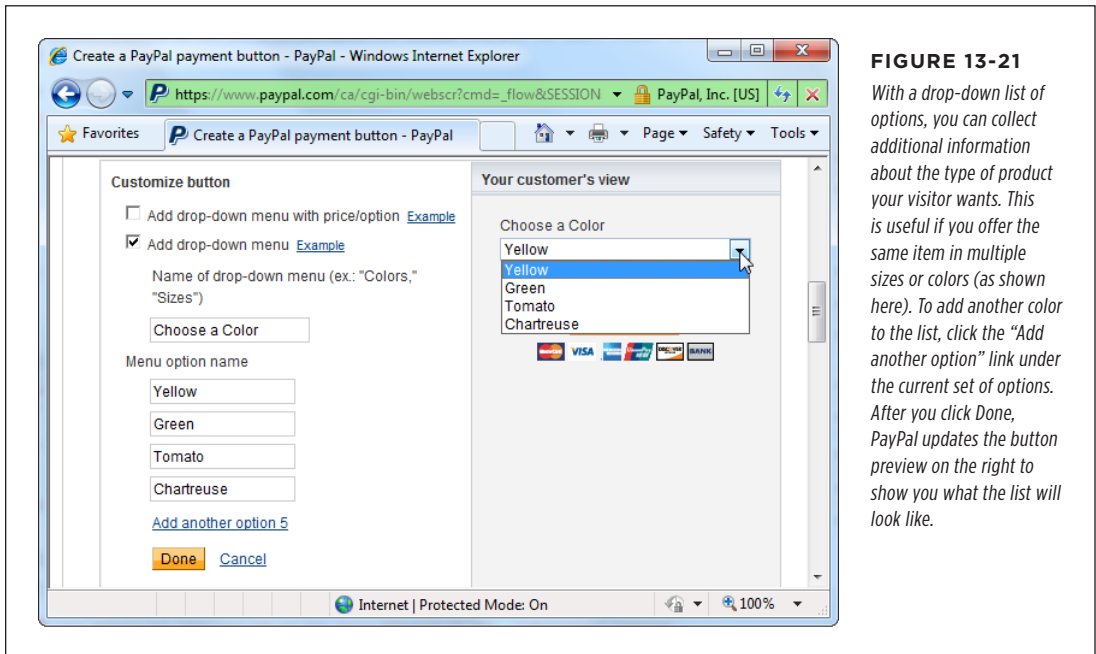 Create a PayPal payment button - PayPal - Windows Internet Explorer
https://www.paypal.com/ca/cgi-bin/webscr?cmd=_flow&SESSION
PayPal, Inc. [US]
Favorites
Create a PayPal payment button - PayPal
Page
Safety
Tools
Customize button
Add drop-down menu with price/option Example
Add drop-down menu Example
Name of drop-down menu (ex.: "Colors,"
"Sizes")
Choose a Color
Menu option name
Yellow
Green
Tomato
Chartreuse
Add another option 5
Done Cancel
Your customer's view
Choose a Color
Yellow
Yellow
Green
Tomato
Chartreuse
VISA
BANK
Internet | Protected Mode: On
100%
FIGURE 13-21
With a drop-down list of
options, you can collect
additional information
about the type of product
your visitor wants. This
is useful if you offer the
same item in multiple
sizes or colors (as shown
here). To add another color
to the list, click the “Add
another option” link under
the current set of options.
After you click Done,
PayPal updates the button
preview on the right to
show you what the list will
look like.